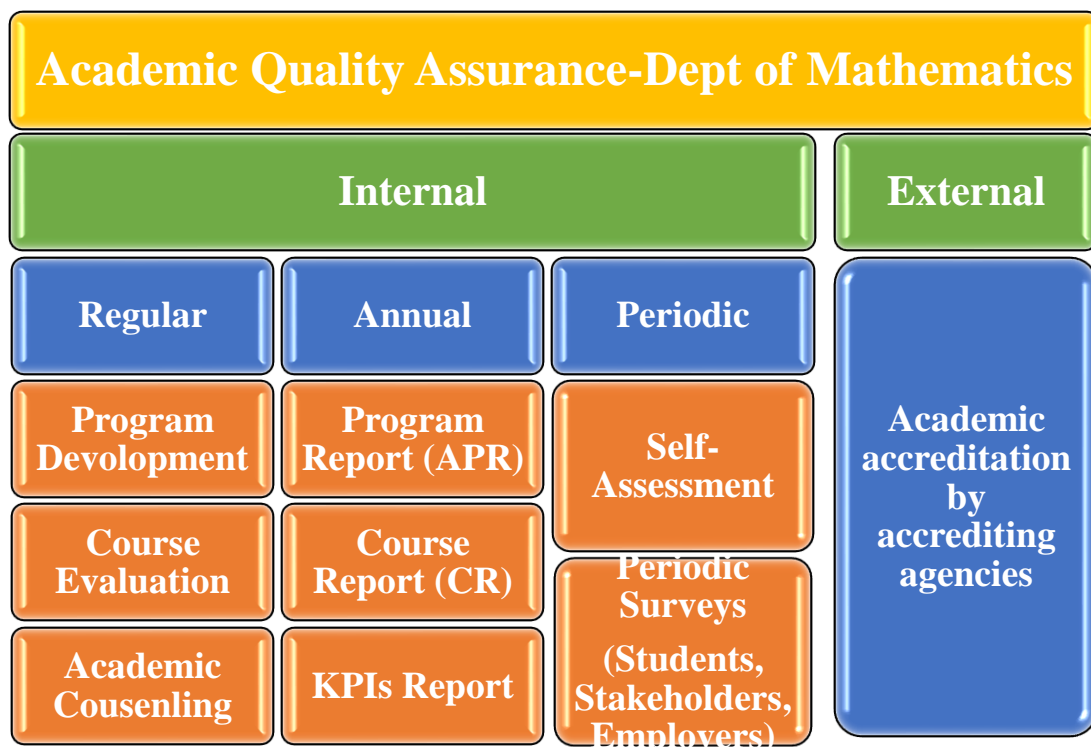 Academic Quality Assurance-Dept of Mathematics
Internal
External
Regular
Annual
Periodic
Program
Devolopment
Program
Report (APR)
Self-
Assessment
Academic
accreditation
by
accrediting
agencies
Course
Evaluation
Course
Report (CR)
Periodic
Surveys
(Students,
Stakeholders,
Employers)
Academic
Cousenling
KPIs Report